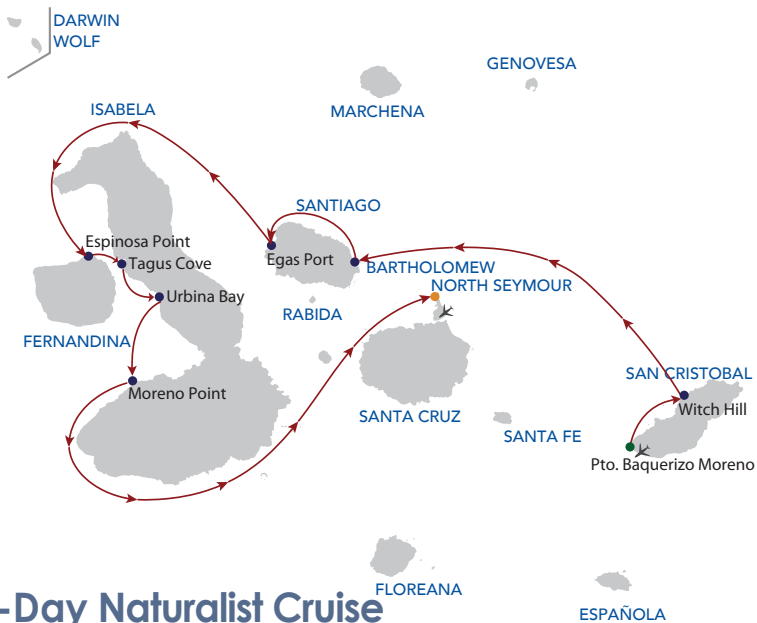 DARWIN
WOLF
GENOVESA
MARCHENA
ISABELA
SANTIAGO
Espinosa Point
Tagus Cove
Egas Port
BARTHOLOMEW
NORTH SEYMOUR
Urbina Bay
RABIDA
FERNANDINA
SAN CRISTOBAL
Moreno Point
Witch Hill
SANTA CRUZ
SANTA FE
Pto. Baquerizo Moreno
FLOREANA
-Day Naturalist Cruise
ESPAÑOLA